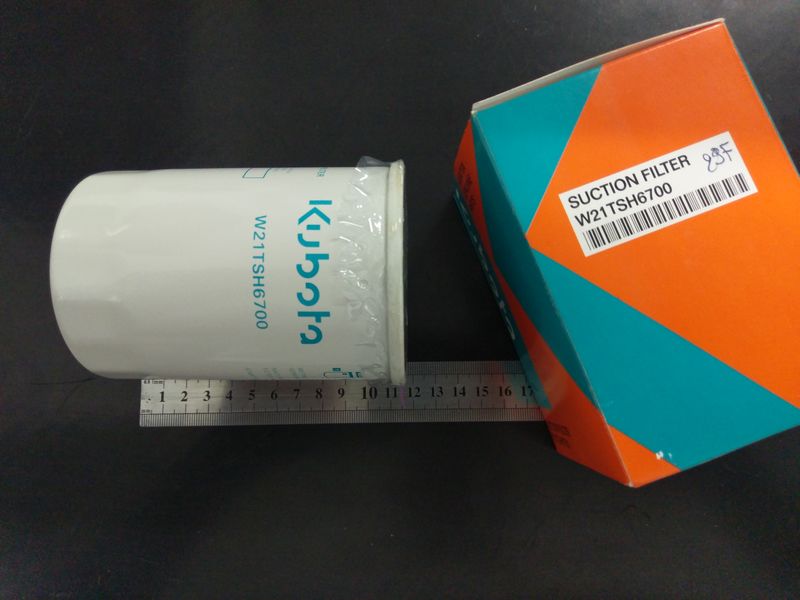 SUCTION FILTER
W21TSH6700
Kubota
W21TSH6700
1 2 3 4 5 6 7 8 9 10 11 12 13 14 15 16 17